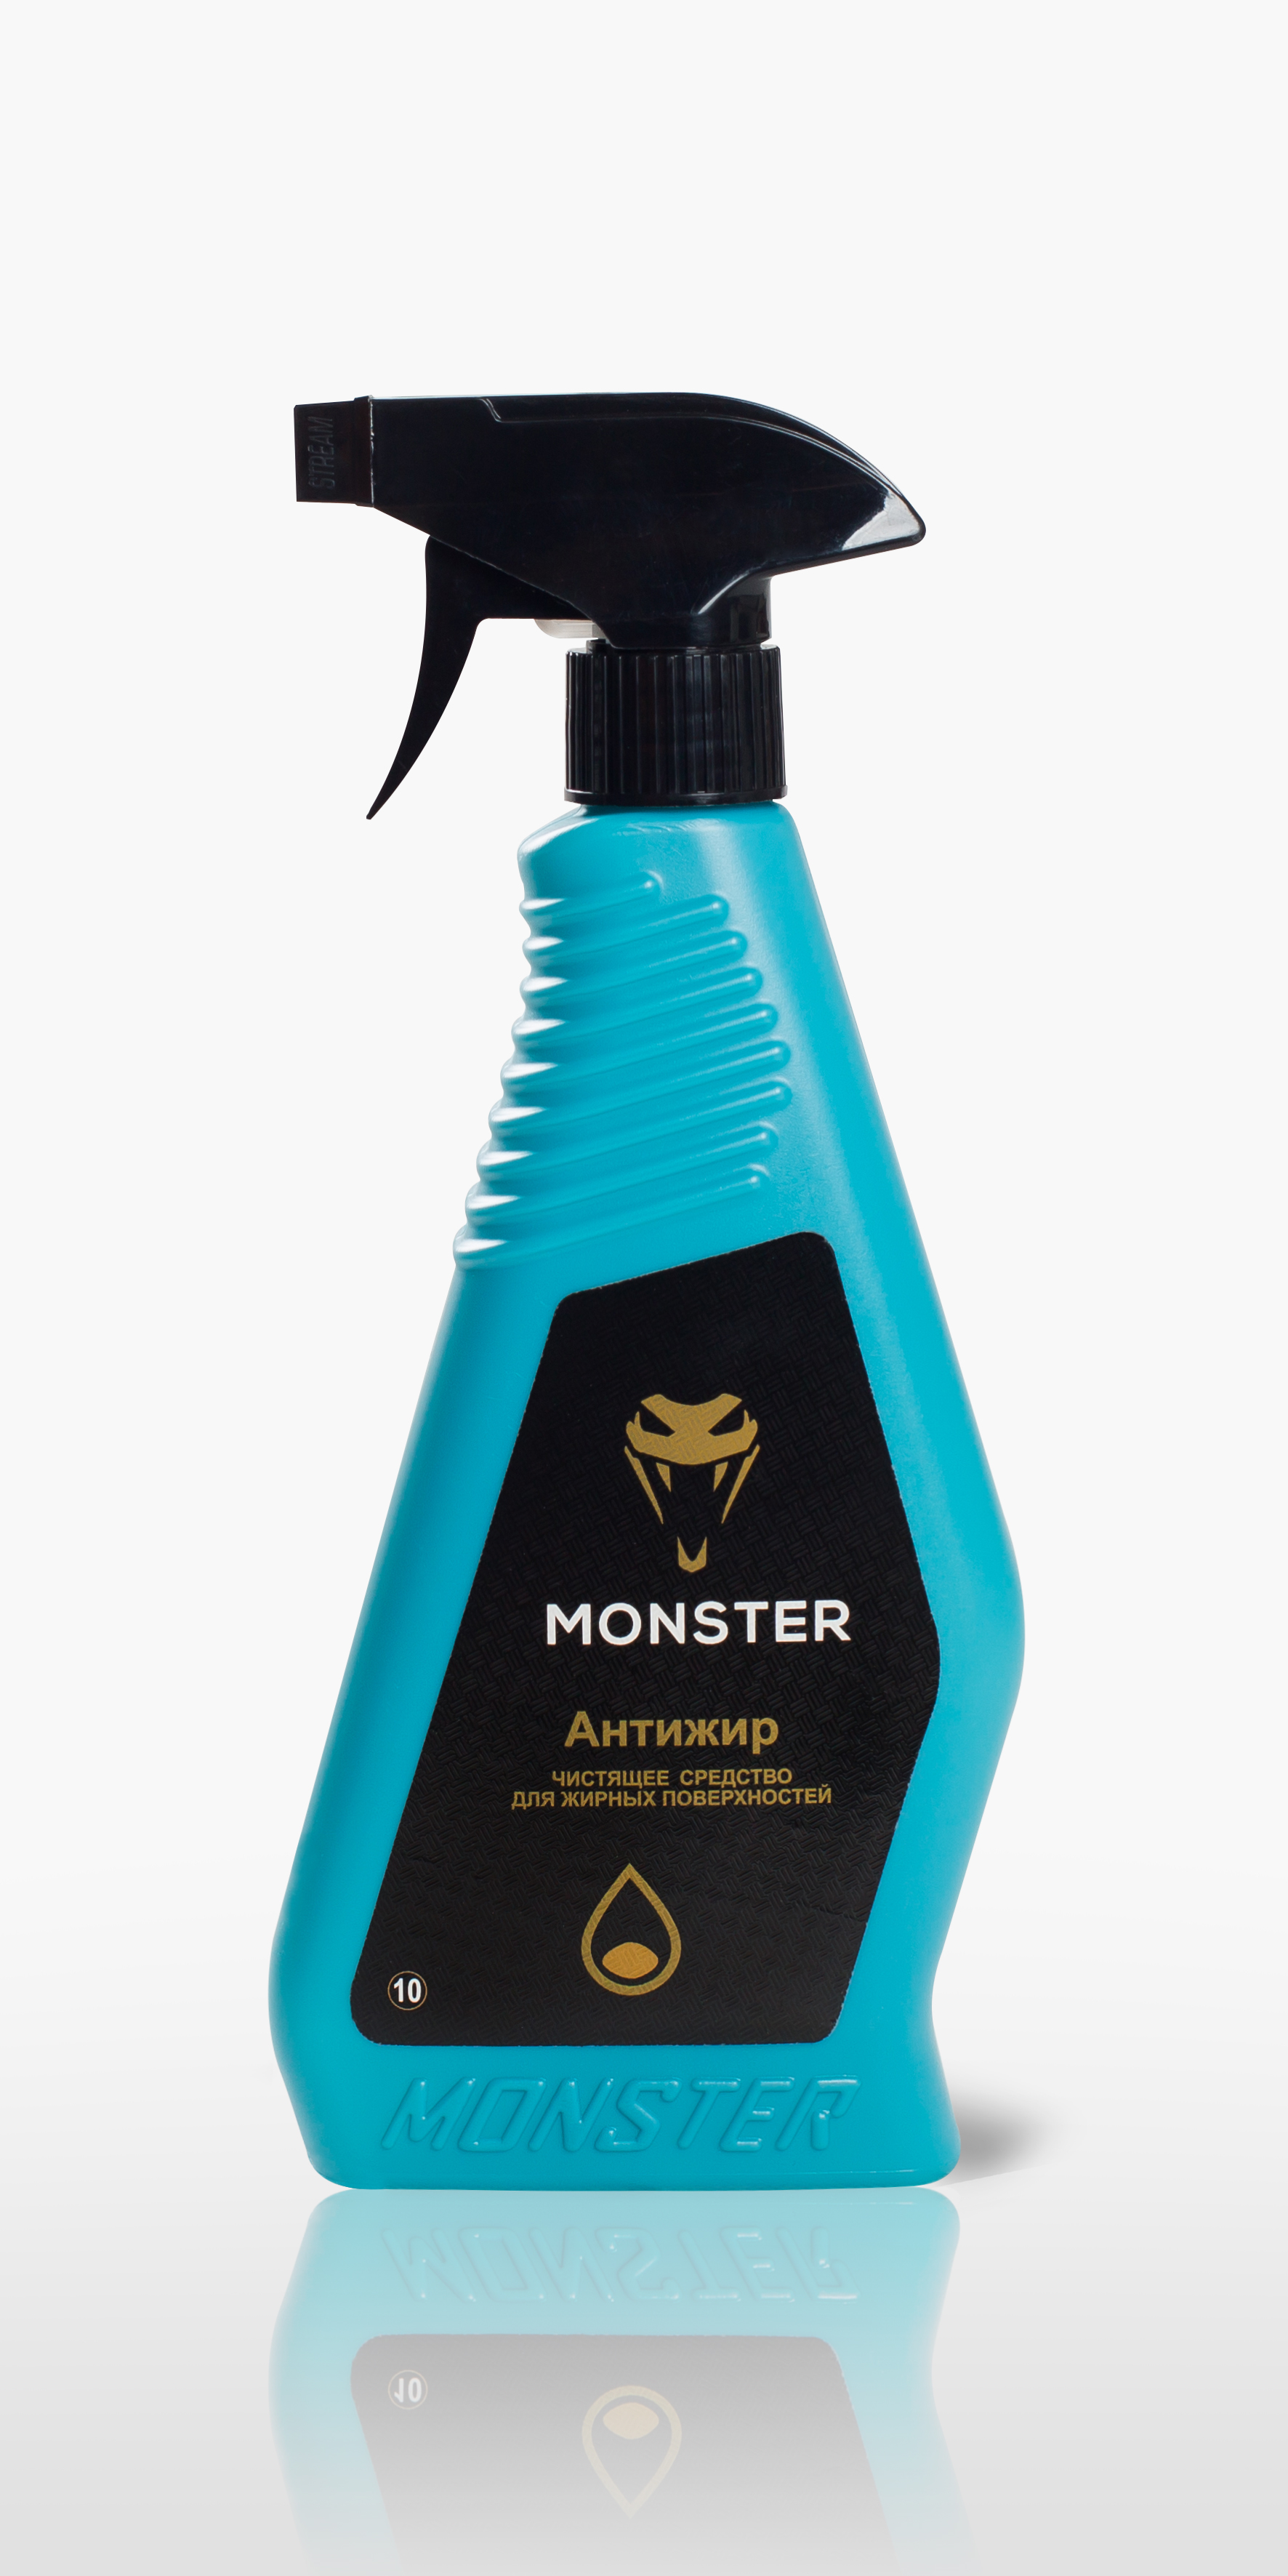 STREAM
MONSTER
Антижир
ЧИСТЯЩЕЕ СРЕДСТВО
ДЛЯ ЖИРНЫХ ПОВЕРХНОСТЕЙ
10
MONSTER